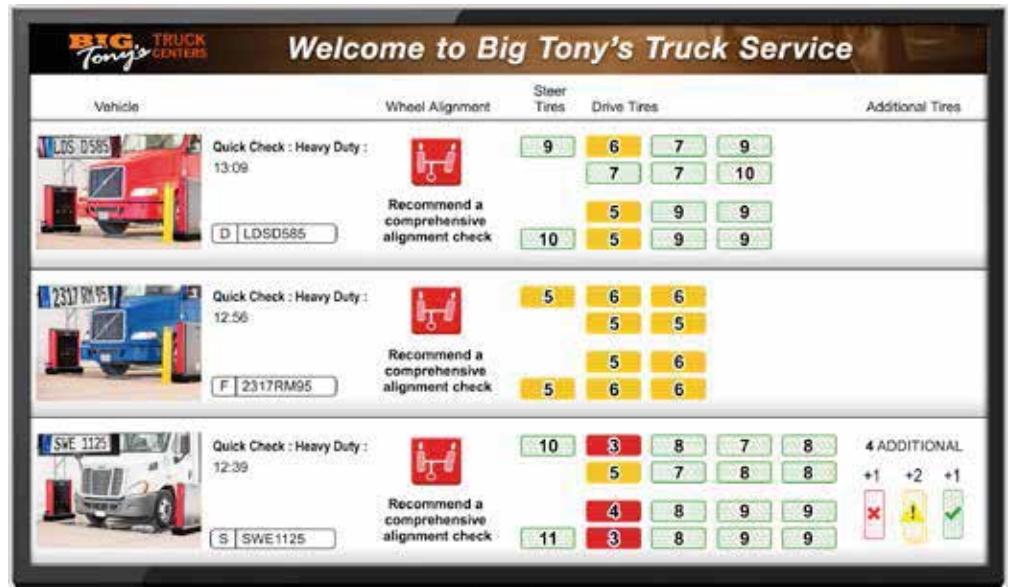 BIG Tony's TRUCK CENTERS
Welcome to Big Tony's Truck Service
Vehicle Wheel Alignment Steer Tires Drive Tires Additional Tires
LDS D585
Quick Check : Heavy Duty :
13:09
D LDSD585
Recommend a
comprehensive
alignment check
9 6 7 9
7 7 10
5 9 9
10 5 9 9
2317 RM 95
Quick Check : Heavy Duty :
12:56
F 2317RM95
Recommend a
comprehensive
alignment check
5 6 6
5 5
5 6
5 6 6
SWE 1125
Quick Check : Heavy Duty :
12:39
S SWE1125
Recommend a
comprehensive
alignment check
10 3 8 7 8
5 7 8 8
4 8 9 9
11 3 8 9 9
4 ADDITIONAL
+1 +2 +1